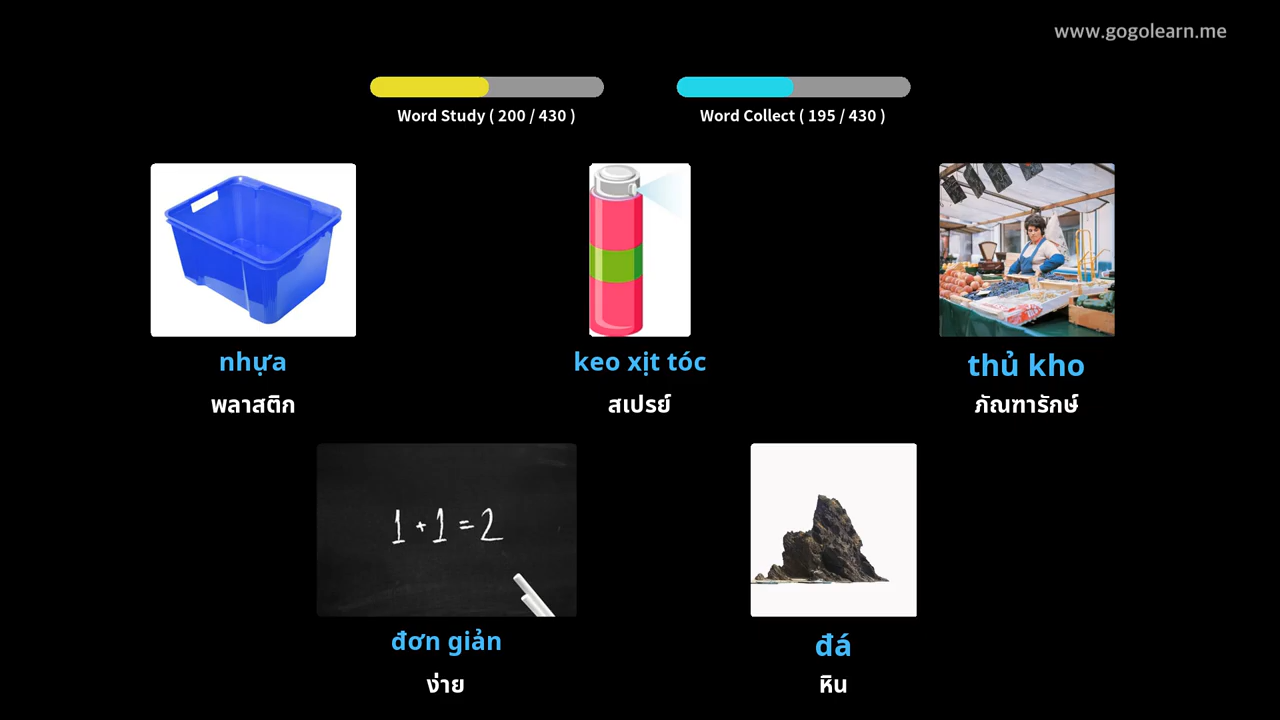 www.gogolearn.me
Word Study ( 200 / 430 )
Word Collect ( 195 / 430 )
nhựa
พลาสติก
keo xịt tóc
สเปรย์
thủ kho
ภัณฑารักษ์
1 + 1 = 2
đơn giản
ง่าย
đá
หิน